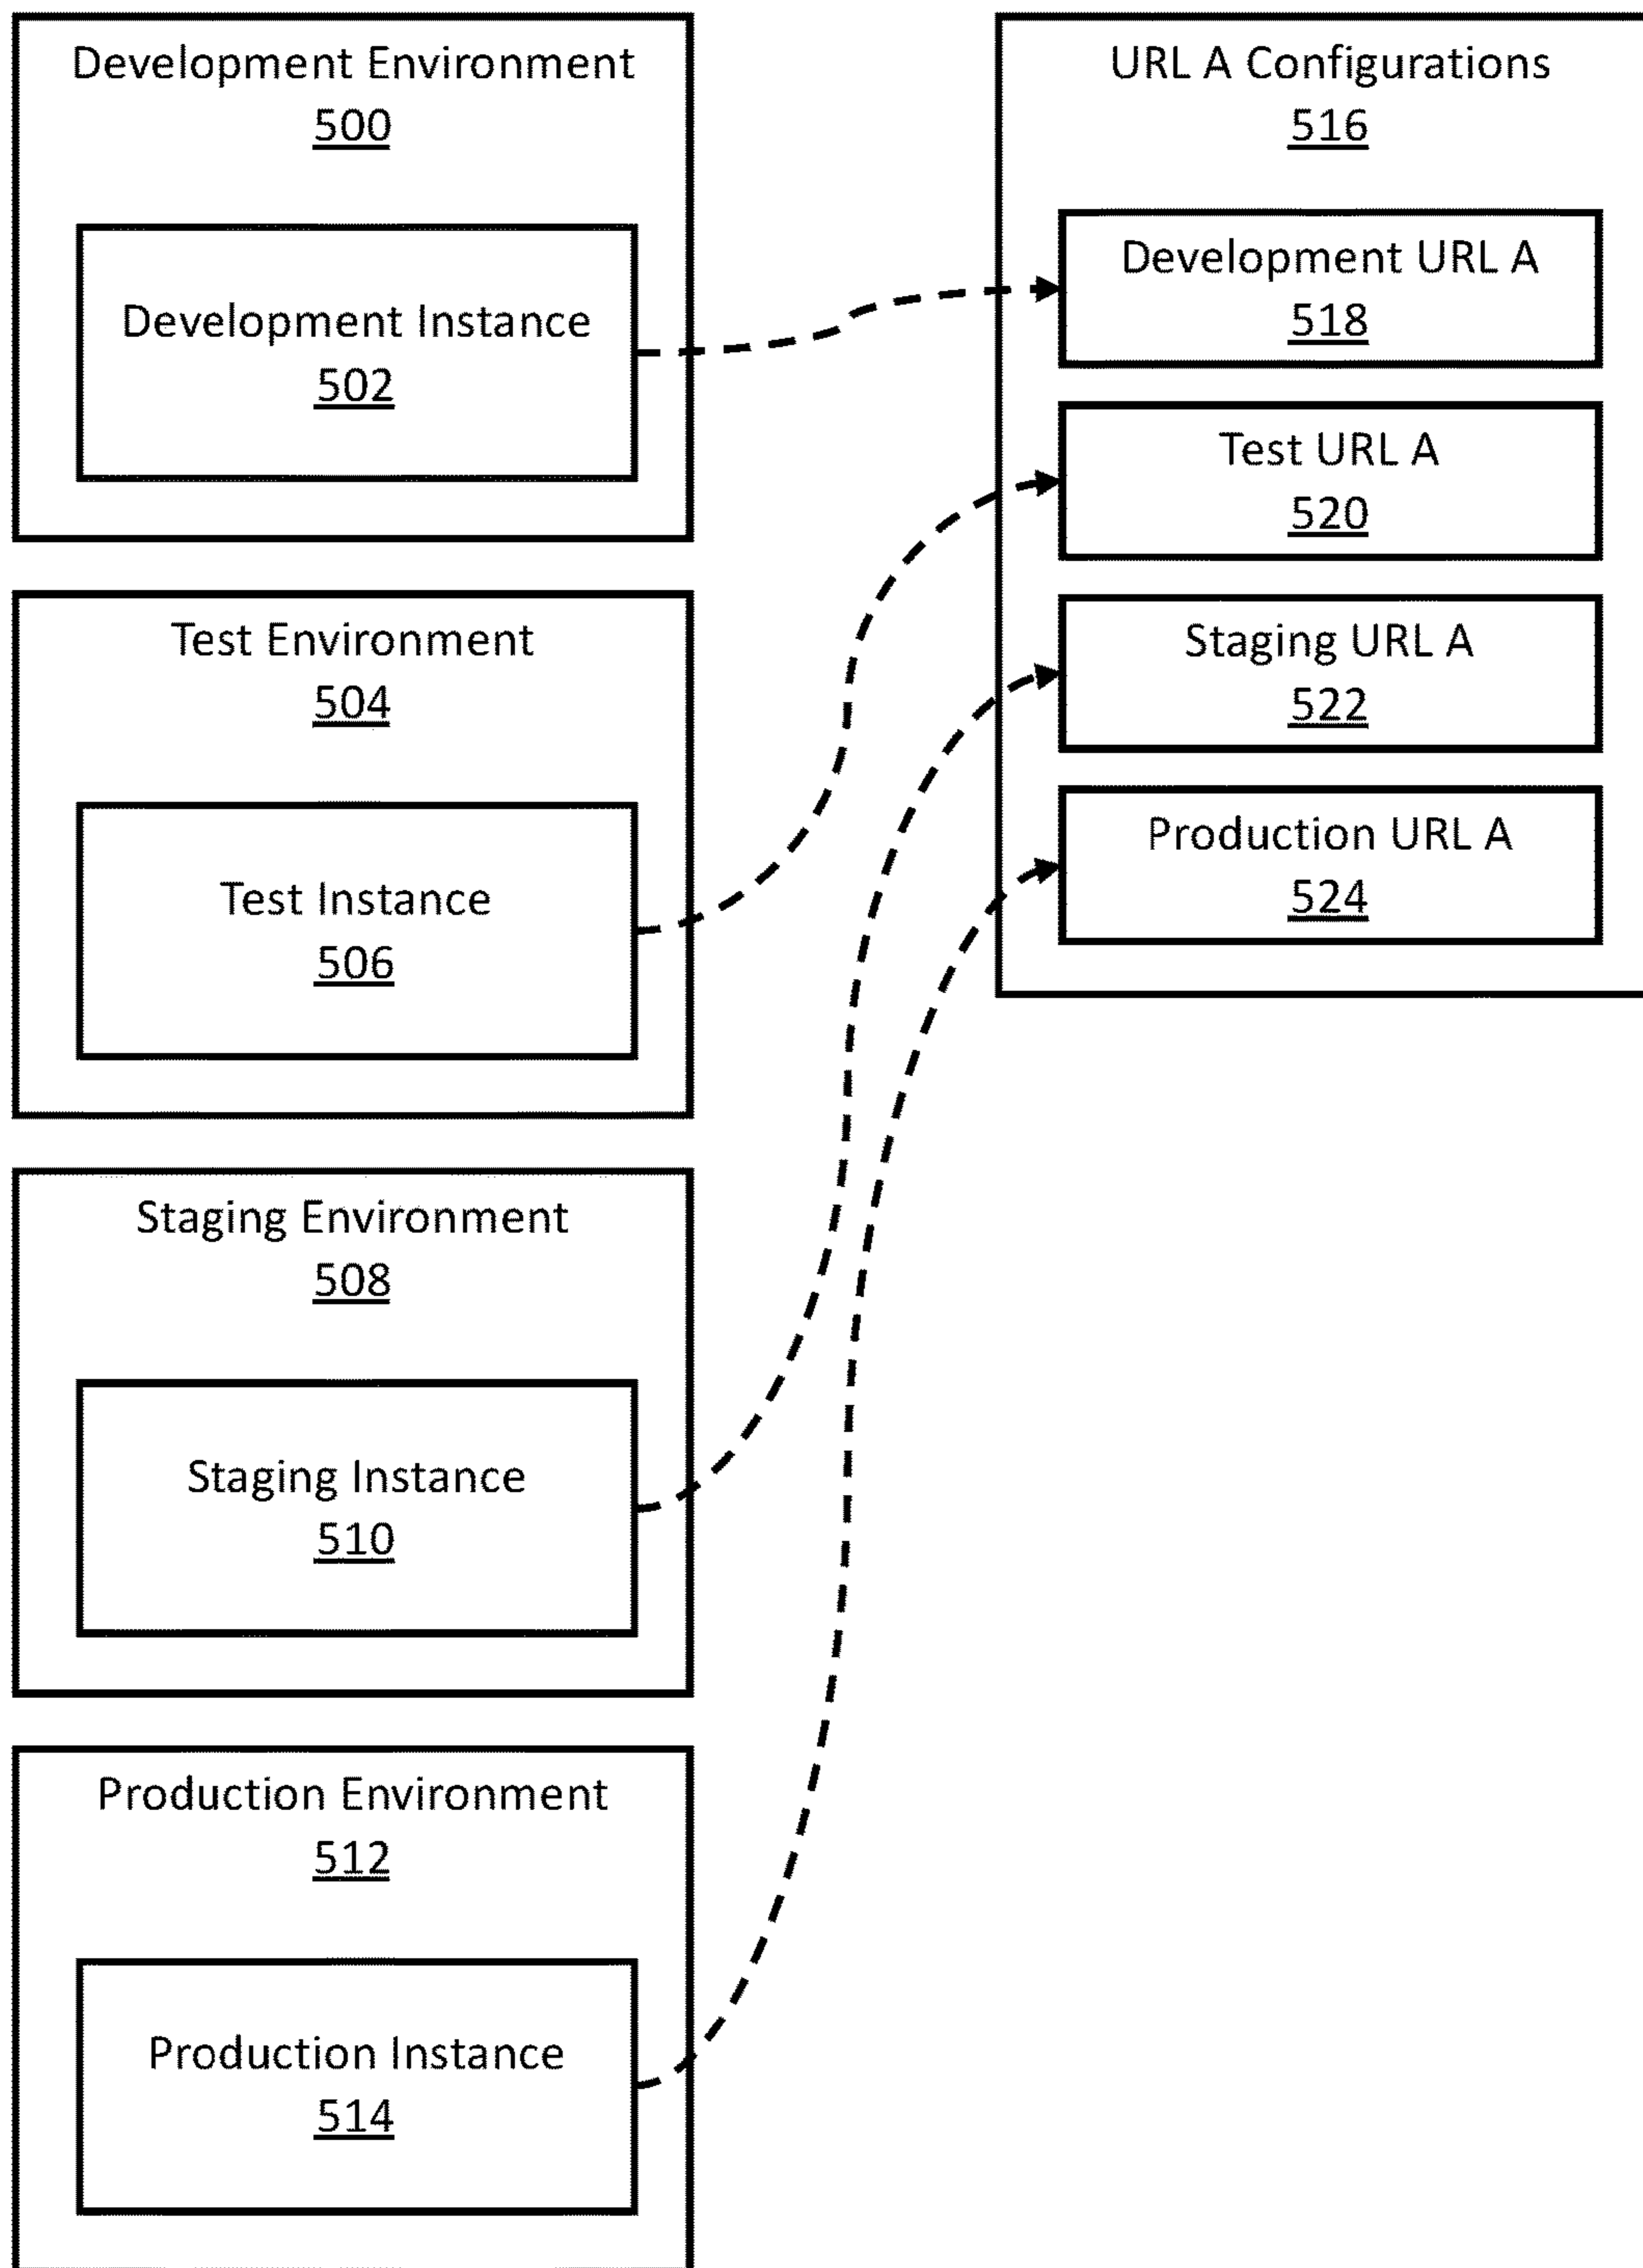 Development Environment
500
Development Instance
502
Test Environment
504
Test Instance
506
Staging Environment
508
Staging Instance
510
Production Environment
512
Production Instance
514
URL A Configurations
516
Development URL A
518
Test URL A
520
Staging URL A
522
Production URL A
524